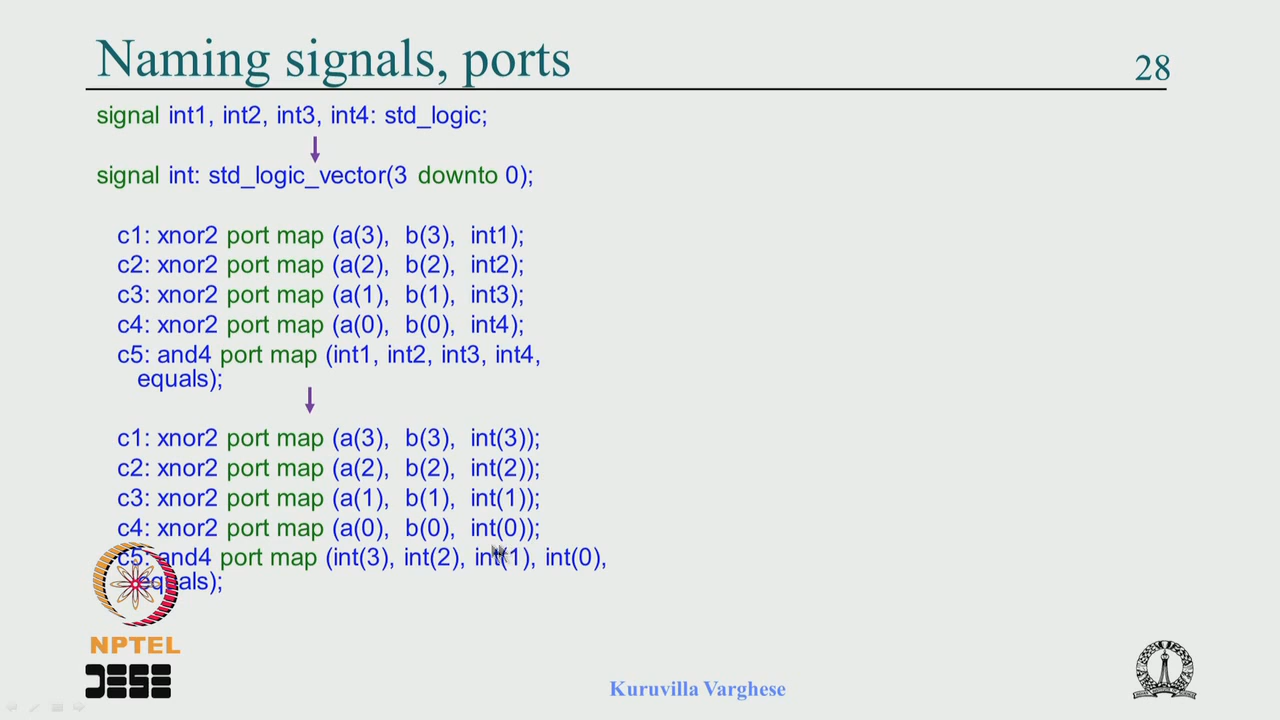 Naming signals, ports
28
signal int1, int2, int3, int4: std_logic;
signal int: std_logic_vector(3 downto 0);
c1: xnor2 port map (a(3), b(3), int1);
c2: xnor2 port map (a(2), b(2), int2);
c3: xnor2 port map (a(1), b(1), int3);
c4: xnor2 port map (a(0), b(0), int4);
c5: and4 port map (int1, int2, int3, int4,
equals);
c1: xnor2 port map (a(3), b(3), int(3));
c2: xnor2 port map (a(2), b(2), int(2));
c3: xnor2 port map (a(1), b(1), int(1));
c4: xnor2 port map (a(0), b(0), int(0));
c5: and4 port map (int(3), int(2), int(1), int(0),
equals);
NPTEL
DESE
Kuruvilla Varghese